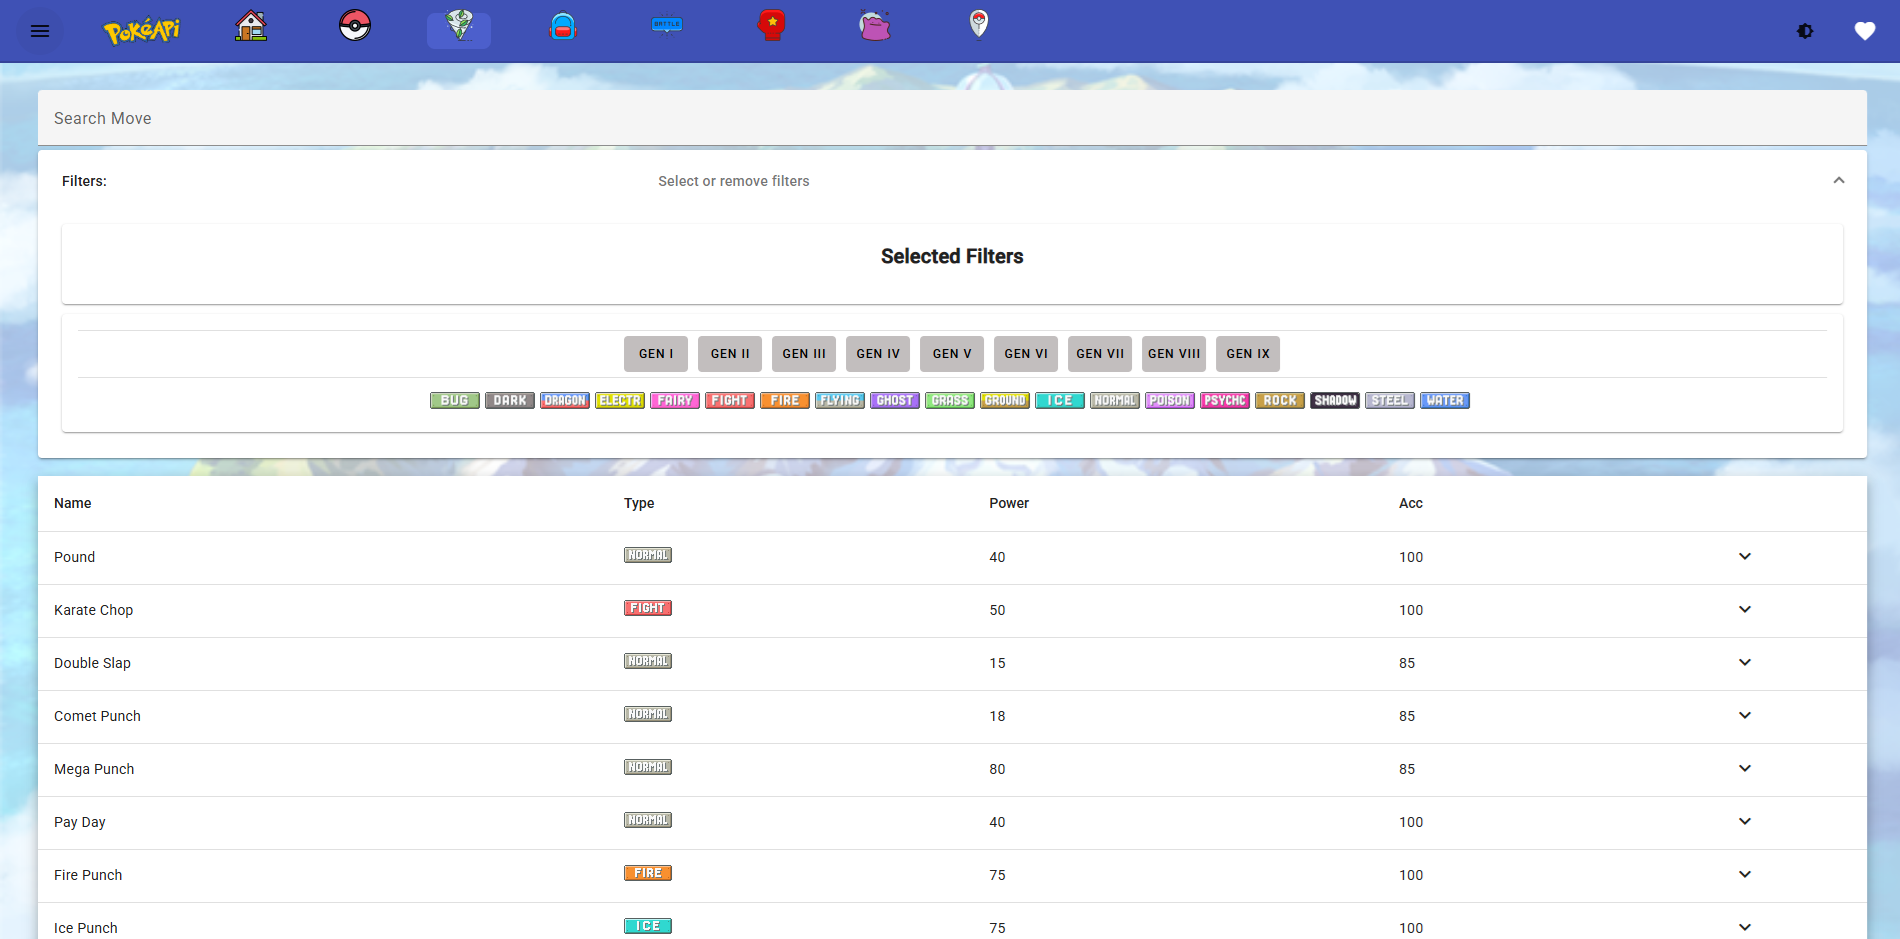 PokéApi BATTLE
Search Move
Filters: Select or remove filters
Selected Filters
GEN I GEN II GEN III GEN IV GEN V GEN VI GEN VII GEN VIII GEN IX
BUG DARK DRAGON ELECTR FAIRY FIGHT FIRE FLYING GHOST GRASS GROUND ICE NORMAL POISON PSYCHC ROCK SHADOW STEEL WATER
Name Type Power Acc
Pound NORMAL 40 100
Karate Chop FIGHT 50 100
Double Slap NORMAL 15 85
Comet Punch NORMAL 18 85
Mega Punch NORMAL 80 85
Pay Day NORMAL 40 100
Fire Punch FIRE 75 100
Ice Punch ICE 75 100